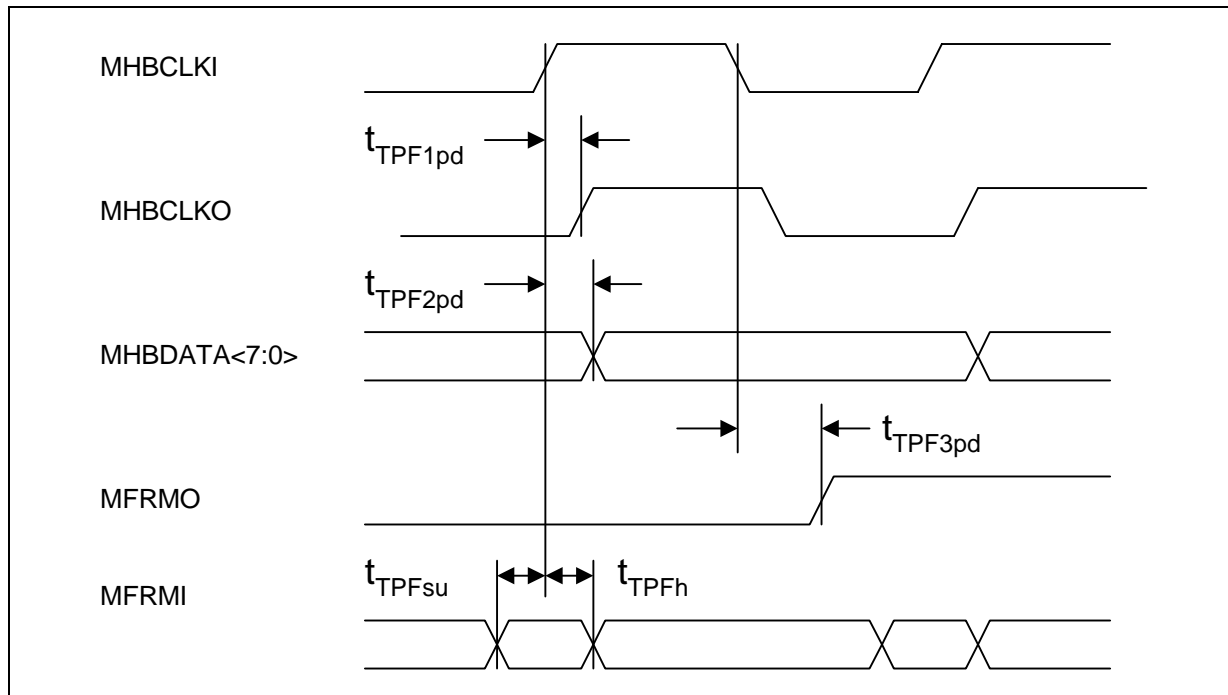 MHBCLKI
tTPF1pd
MHBCLKO
tTPF2pd
MHBDATA<7:0>
tTPF3pd
MFRMO
tTPFsu
tTPFh
MFRMI